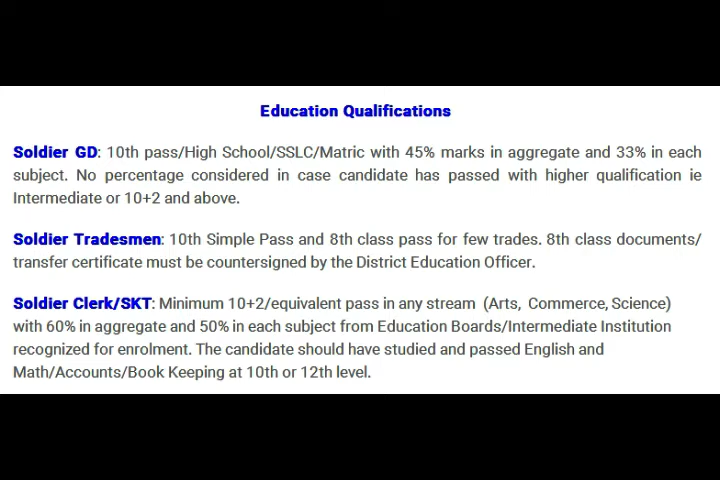 Education Qualifications
Soldier GD: 10th pass/High School/SSLC/Matric with 45% marks in aggregate and 33% in each
subject. No percentage considered in case candidate has passed with higher qualification ie
Intermediate or 10+2 and above.
Soldier Tradesmen: 10th Simple Pass and 8th class pass for few trades. 8th class documents/
transfer certificate must be countersigned by the District Education Officer.
Soldier Clerk/SKT: Minimum 10+2/equivalent pass in any stream (Arts, Commerce, Science)
with 60% in aggregate and 50% in each subject from Education Boards/Intermediate Institution
recognized for enrolment. The candidate should have studied and passed English and
Math/Accounts/Book Keeping at 10th or 12th level.